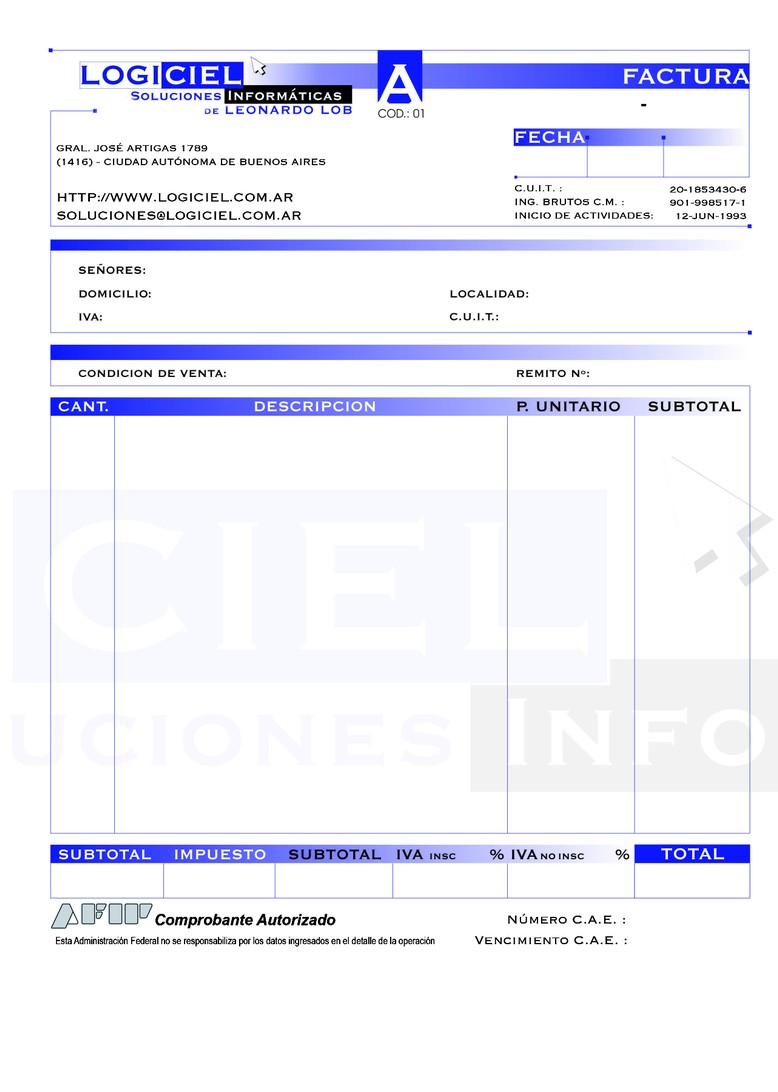 LOGICIEL
SOLUCIONES INFORMÁTICAS
DE LEONARDO LOB
A
COD.: 01
FACTURA
-
FECHA
GRAL. JOSÉ ARTIGAS 1789
(1416) - CIUDAD AUTÓNOMA DE BUENOS AIRES
HTTP://WWW.LOGICIEL.COM.AR
SOLUCIONES@LOGICIEL.COM.AR
C.U.I.T. : 20-1853430-6
ING. BRUTOS C.M. : 901-998517-1
INICIO DE ACTIVIDADES: 12-JUN-1993
SEÑORES:
DOMICILIO: LOCALIDAD:
IVA: C.U.I.T.:
CONDICION DE VENTA: REMITO Nº:
CANT. DESCRIPCION P. UNITARIO SUBTOTAL
CIEL
UCIONES INFO
SUBTOTAL IMPUESTO SUBTOTAL IVA INSC % IVA NO INSC % TOTAL
AFIP Comprobante Autorizado
Esta Administración Federal no se responsabiliza por los datos ingresados en el detalle de la operación
NÚMERO C.A.E. :
VENCIMIENTO C.A.E. :